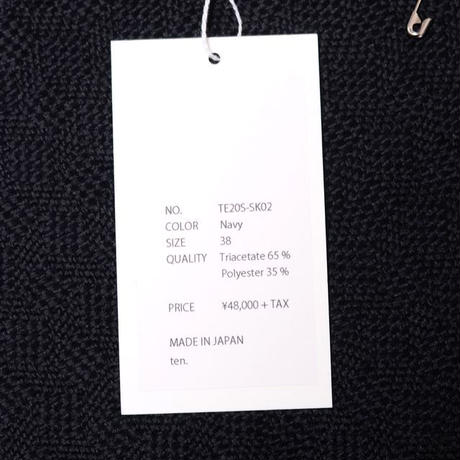 NO. TE20S-SK02
COLOR Navy
SIZE 38
QUALITY Triacetate 65 %
Polyester 35 %
PRICE ¥48,000 + TAX
MADE IN JAPAN
ten.